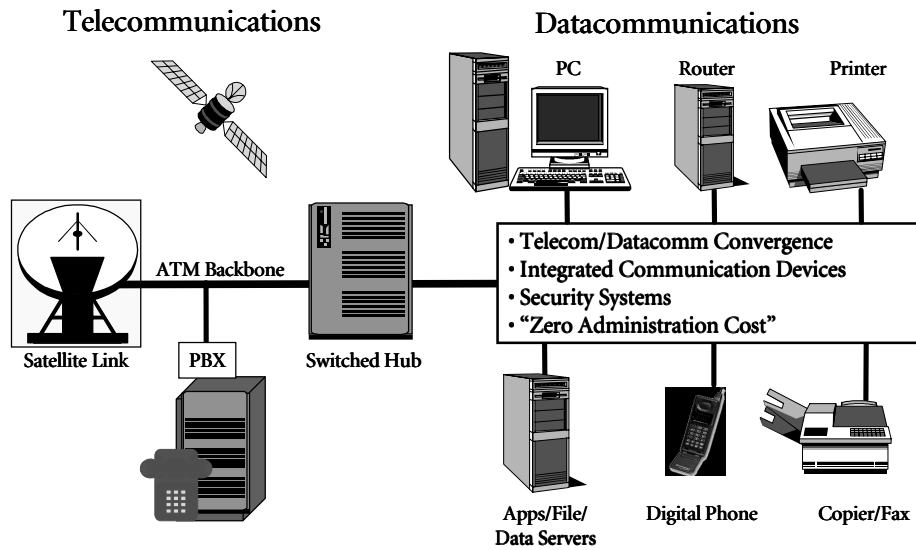 Telecommunications
Datacommunications
PC
Router
Printer
• Telecom/Datacomm Convergence
• Integrated Communication Devices
• Security Systems
• “Zero Administration Cost”
ATM Backbone
Satellite Link
PBX
Switched Hub
Apps/File/
Data Servers
Digital Phone
Copier/Fax